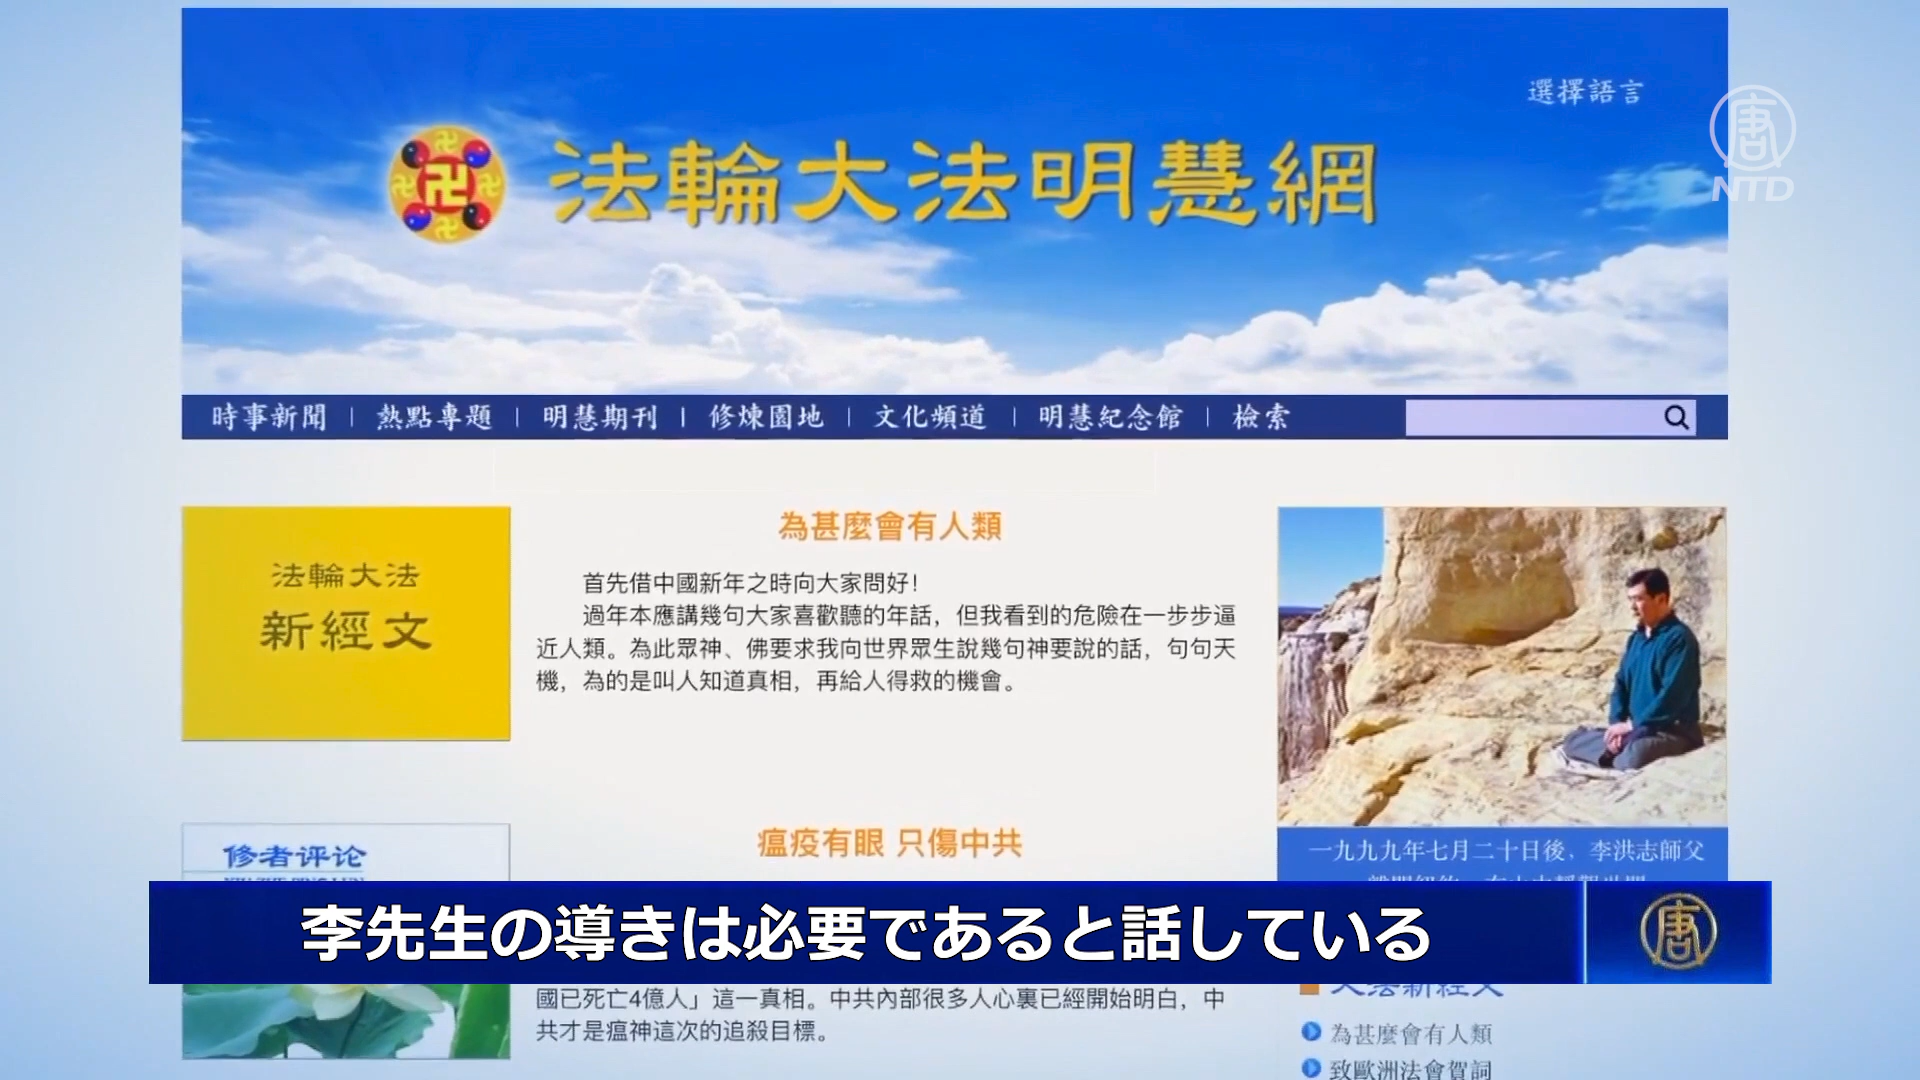 選擇語言
唐
NTD
法輪大法明慧網
時事新聞 | 熱點專題 | 明慧期刊 | 修煉園地 | 文化頻道 | 明慧紀念館 | 檢索
法輪大法
新經文
為甚麼會有人類
首先借中國新年之時向大家問好！
過年本應講幾句大家喜歡聽的年話，但我看到的危險在一步步逼
近人類。為此眾神、佛要求我向世界眾生說幾句神要說的話，句句天
機，為的是叫人知道真相，再給人得救的機會。
修者评论
瘟疫有眼 只傷中共
一九九九年七月二十日後，李洪志師父
李先生の導きは必要であると話している
唐
國已死亡4億人」這一真相。中共內部很多人心裏已經開始明白，中
共才是瘟神這次的追殺目標。
大法新經文
為甚麼會有人類
致歐洲法會賀詞